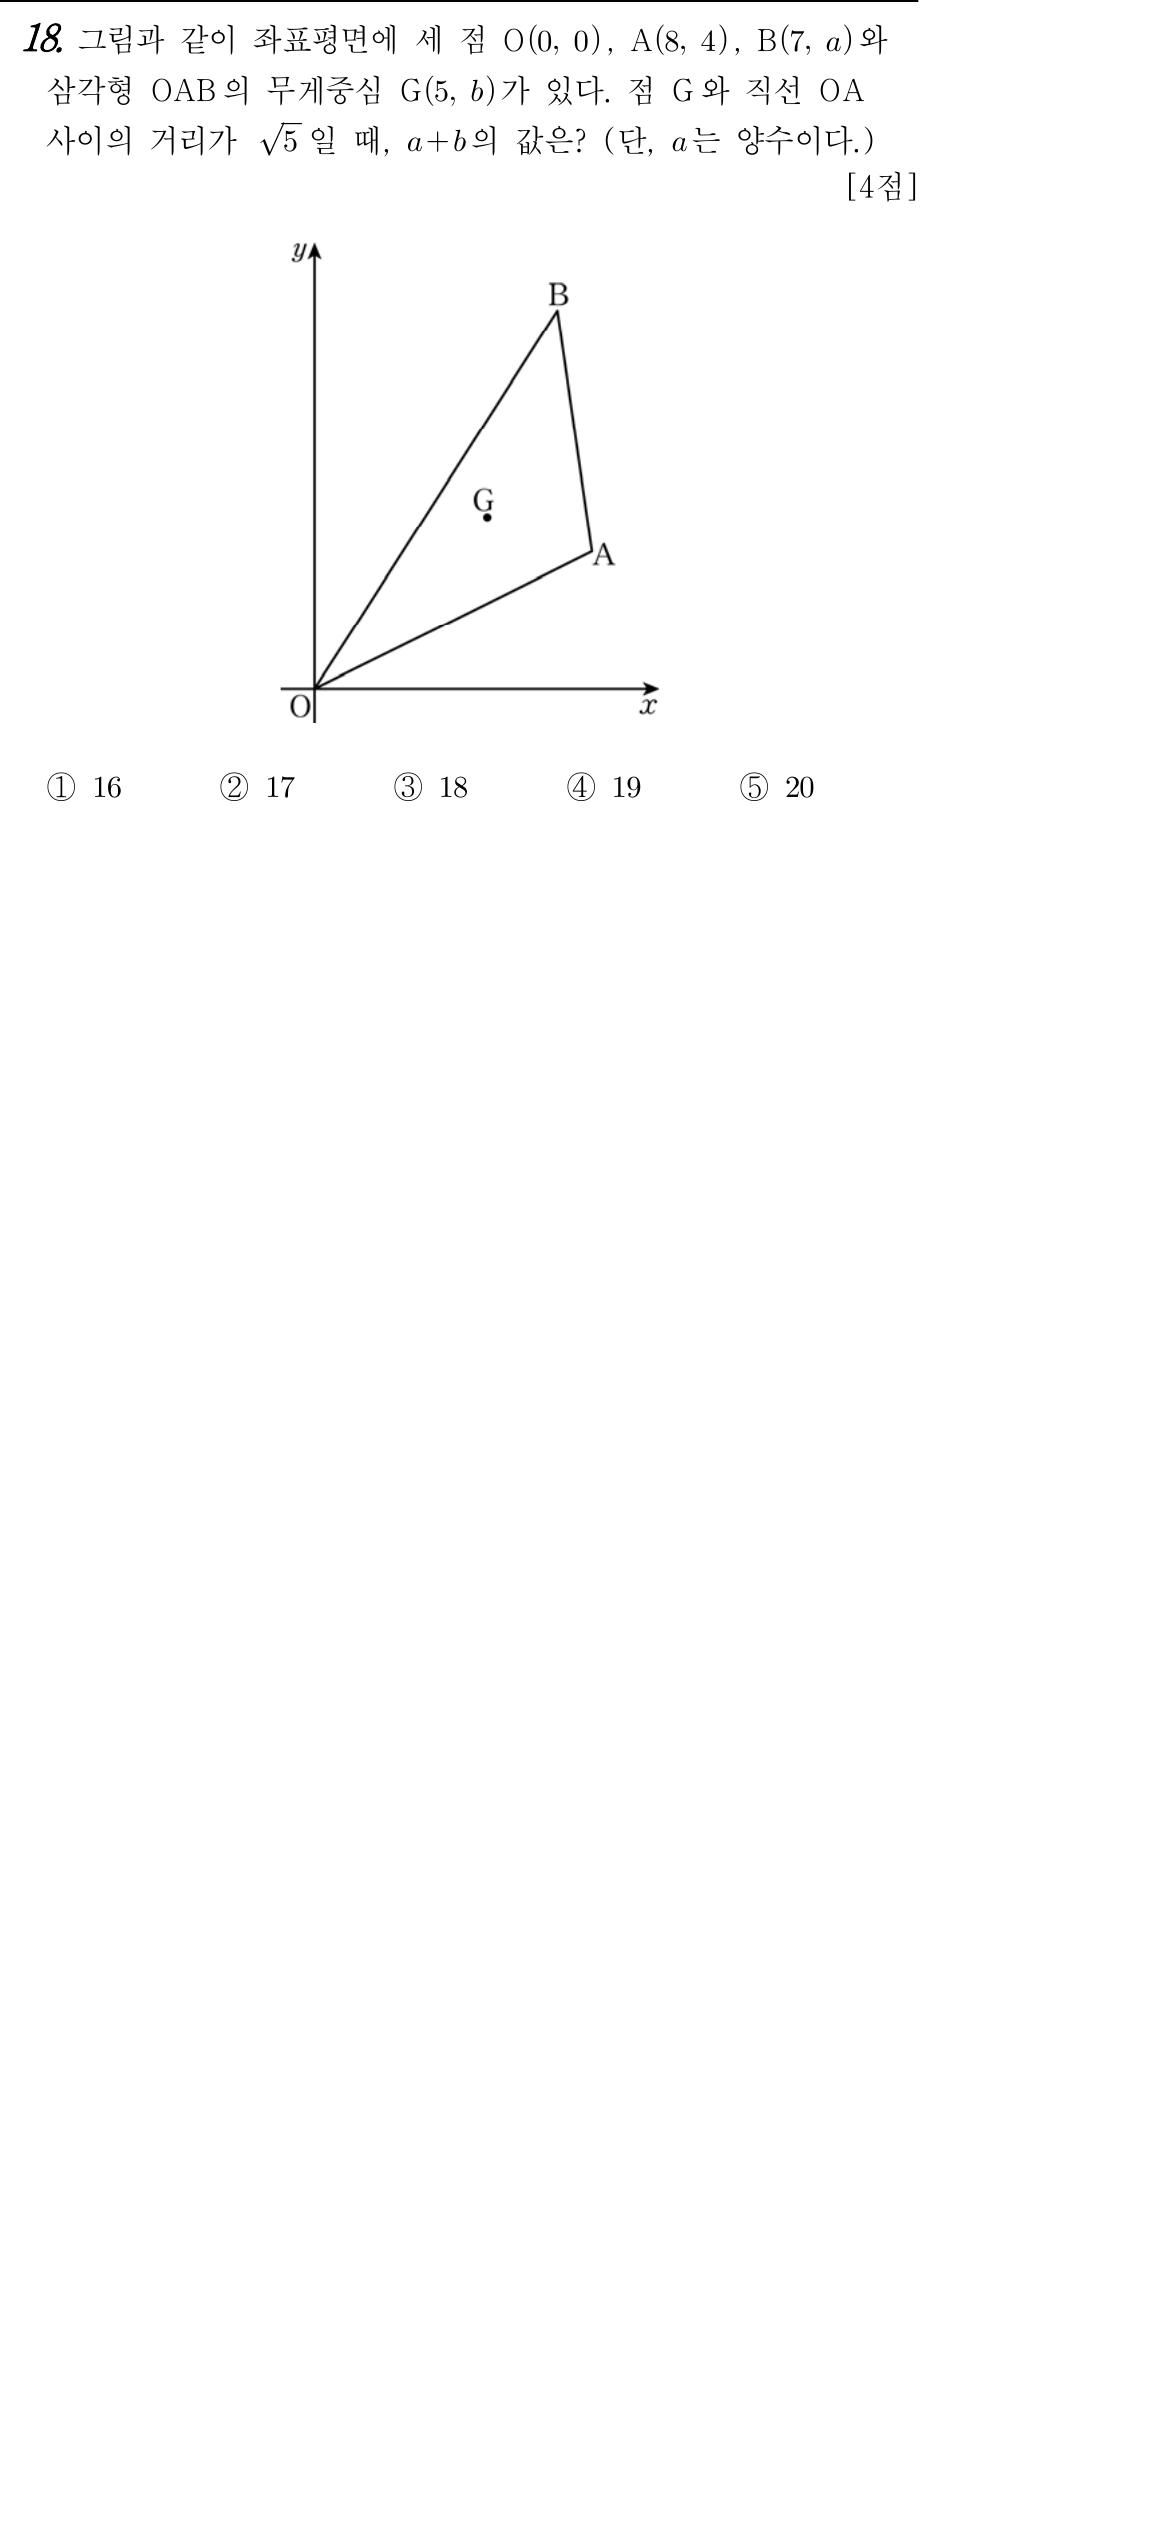 18. 그림과 같이 좌표평면에 세 점 O(0, 0), A(8, 4), B(7, a)와
삼각형 OAB의 무게중심 G(5, b)가 있다. 점 G와 직선 OA
사이의 거리가 √5 일 때, a+b의 값은? (단, a는 양수이다.)
[4점]
y
B
G
A
O
x
① 16 ② 17 ③ 18 ④ 19 ⑤ 20